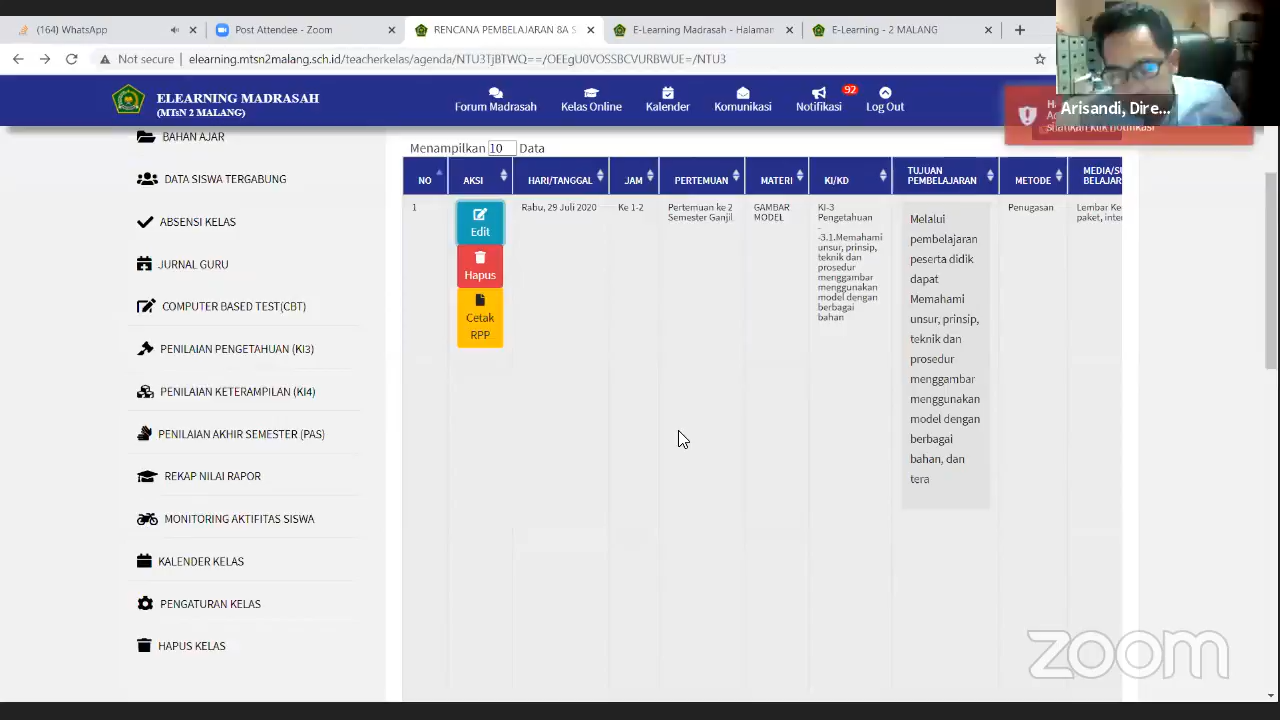 (164) WhatsApp
Post Attendee - Zoom
RENCANA PEMBELAJARAN 8A S
E-Learning Madrasah - Halaman
E-Learning - 2 MALANG
Not secure
elearning.mtsn2malang.sch.id/teacherkelas/agenda/NTU3TjBTWQ==/OEEgU0VOSSBCVURBWUE=/NTU3
ELEARNING MADRASAH
(MTsN 2 MALANG)
Forum Madrasah
Kelas Online
Kalender
Komunikasi
Notifikasi
92
Log Out
Arisandi, Dire...
BAHAN AJAR
DATA SISWA TERGABUNG
ABSENSI KELAS
JURNAL GURU
COMPUTER BASED TEST(CBT)
PENILAIAN PENGETAHUAN (KI3)
PENILAIAN KETERAMPILAN (KI4)
PENILAIAN AKHIR SEMESTER (PAS)
REKAP NILAI RAPOR
MONITORING AKTIFITAS SISWA
KALENDER KELAS
PENGATURAN KELAS
HAPUS KELAS
Menampilkan 10 Data
NO
AKSI
HARI/TANGGAL
JAM
PERTEMUAN
MATERI
KI/KD
TUJUAN
PEMBELAJARAN
METODE
MEDIA/SU
BELAJAR
1
Edit
Hapus
Cetak
RPP
Rabu, 29 Juli 2020
Ke 1-2
Pertemuan ke 2
Semester Ganjil
GAMBAR
MODEL
KI-3
Pengetahuan
-
-3.1.Memahami
unsur, prinsip,
teknik dan
prosedur
menggambar
menggunakan
model dengan
berbagai
bahan
Melalui
pembelajaran
peserta didik
dapat
Memahami
unsur, prinsip,
teknik dan
prosedur
menggambar
menggunakan
model dengan
berbagai
bahan, dan
tera
Penugasan
Lembar Ke
paket, inter
zoom